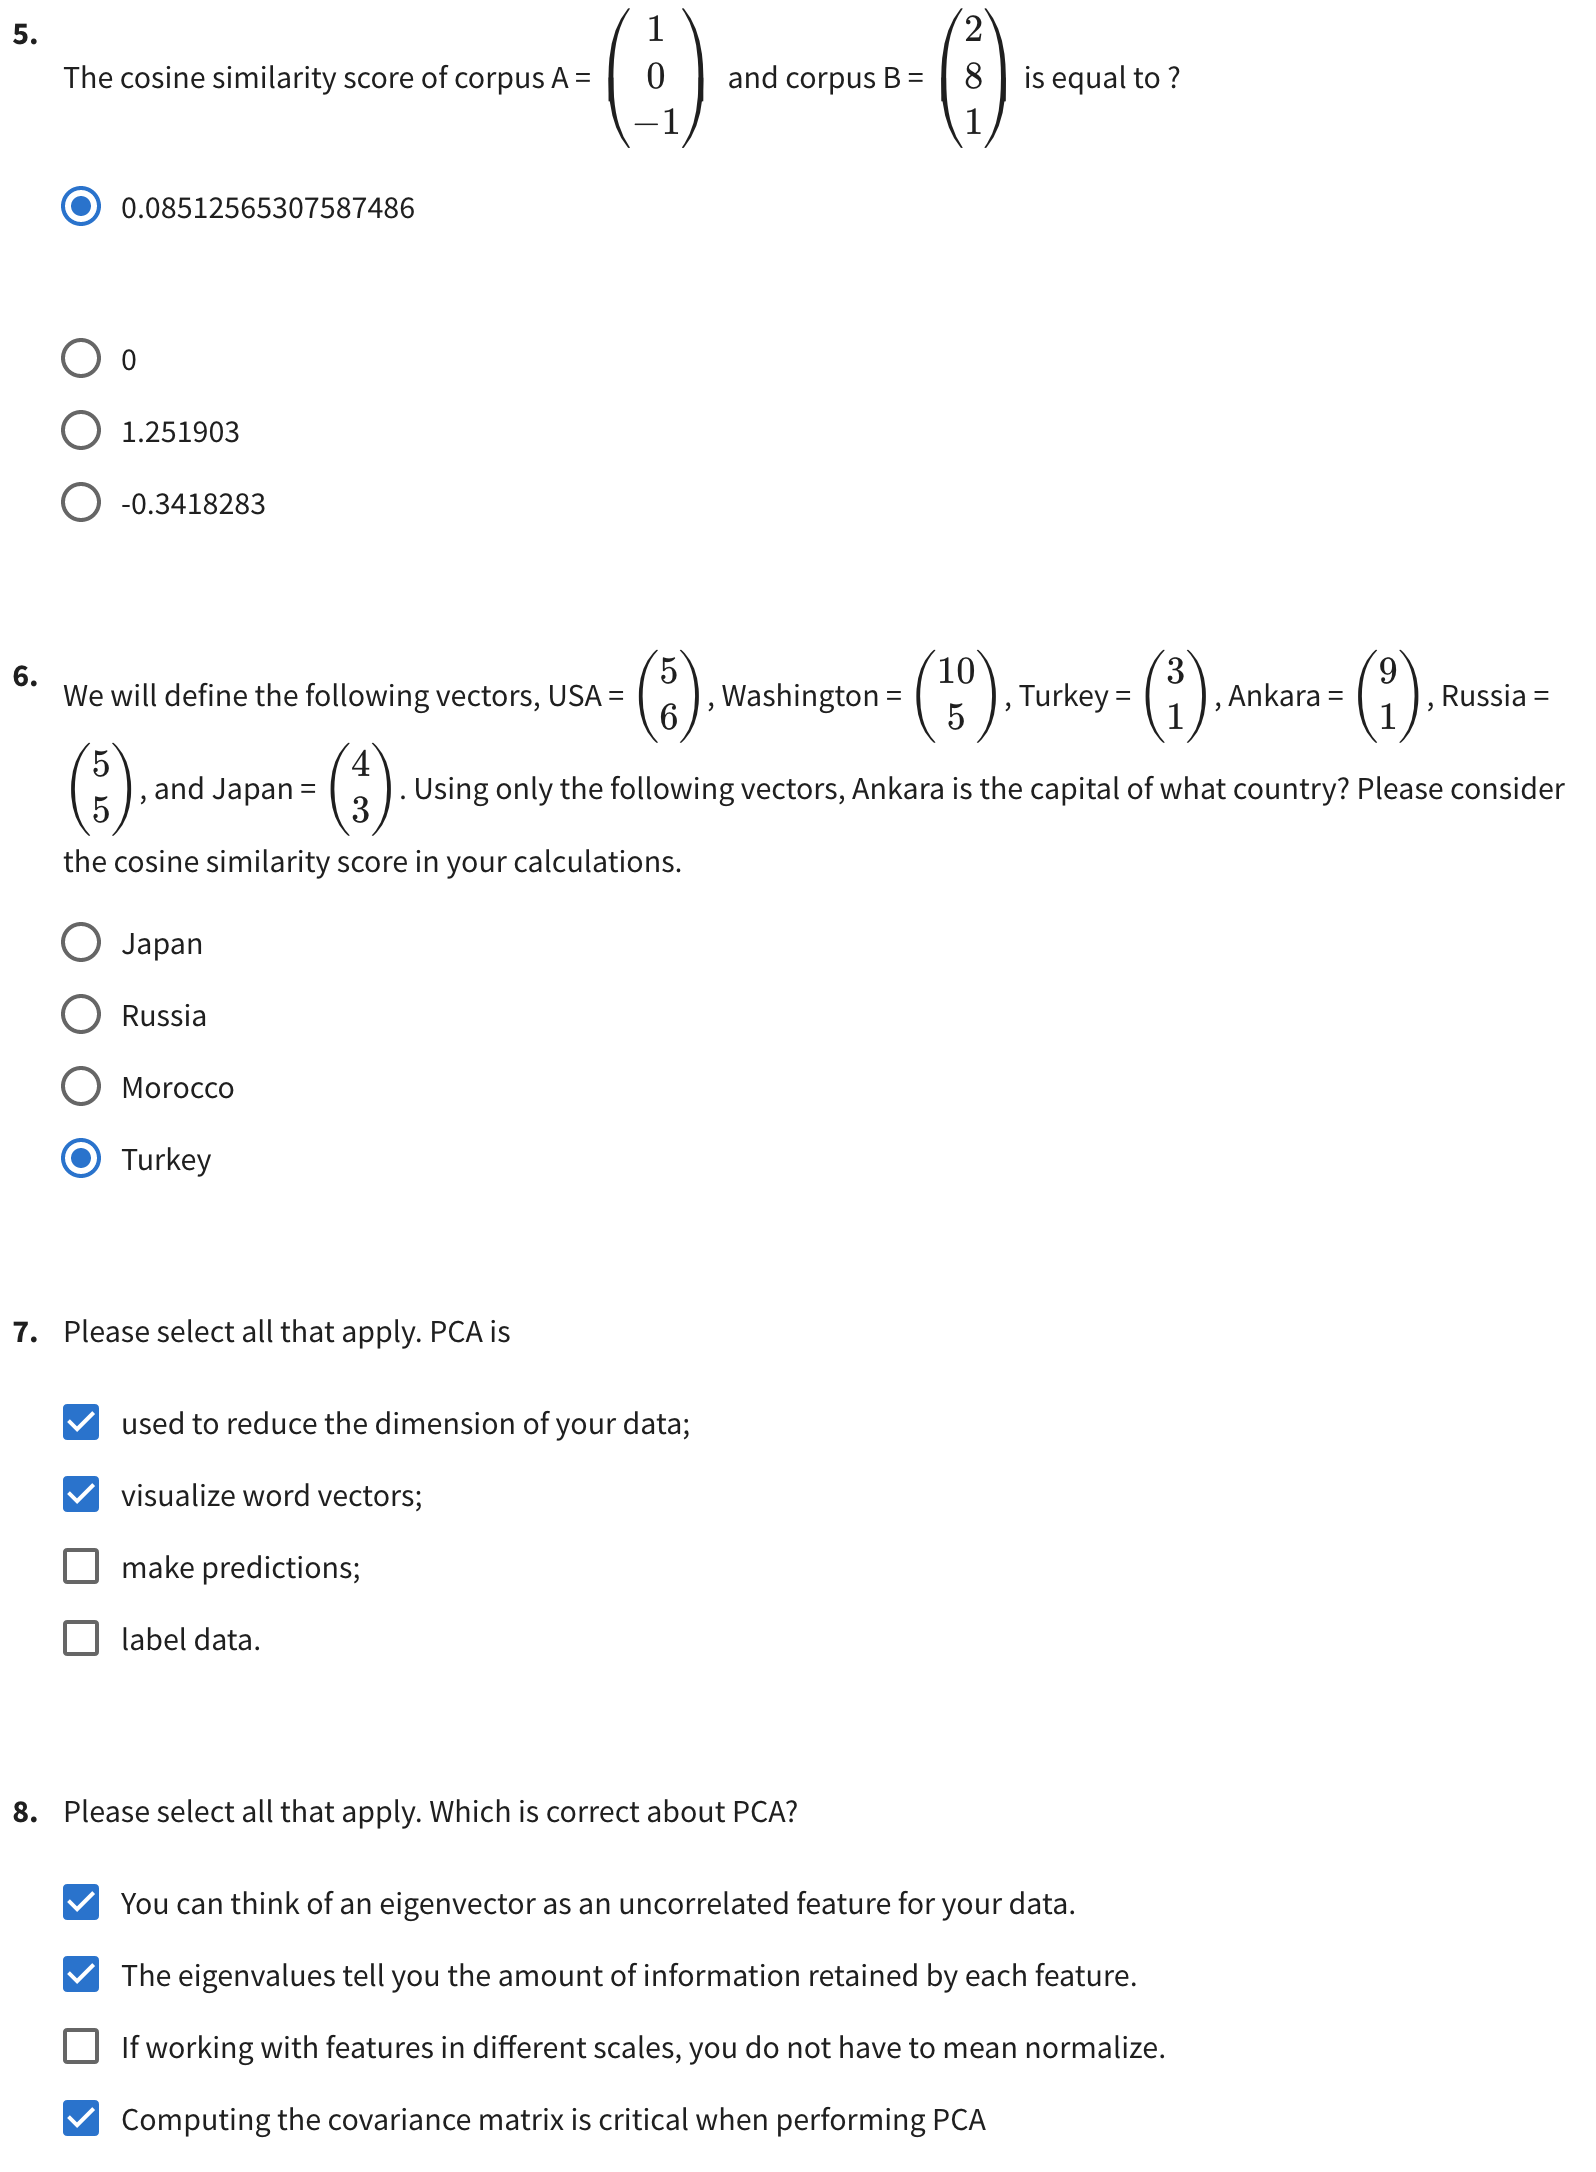 5.
The cosine similarity score of corpus A = \begin{pmatrix} 1 \\ 0 \\ -1 \end{pmatrix} and corpus B = \begin{pmatrix} 2 \\ 8 \\ 1 \end{pmatrix} is equal to ?
0.08512565307587486
0
1.251903
-0.3418283
6.
We will define the following vectors, USA = \begin{pmatrix} 5 \\ 6 \end{pmatrix}, Washington = \begin{pmatrix} 10 \\ 5 \end{pmatrix}, Turkey = \begin{pmatrix} 3 \\ 1 \end{pmatrix}, Ankara = \begin{pmatrix} 9 \\ 1 \end{pmatrix}, Russia =
\begin{pmatrix} 5 \\ 5 \end{pmatrix}, and Japan = \begin{pmatrix} 4 \\ 3 \end{pmatrix}. Using only the following vectors, Ankara is the capital of what country? Please consider
the cosine similarity score in your calculations.
Japan
Russia
Morocco
Turkey
7. Please select all that apply. PCA is
used to reduce the dimension of your data;
visualize word vectors;
make predictions;
label data.
8. Please select all that apply. Which is correct about PCA?
You can think of an eigenvector as an uncorrelated feature for your data.
The eigenvalues tell you the amount of information retained by each feature.
If working with features in different scales, you do not have to mean normalize.
Computing the covariance matrix is critical when performing PCA